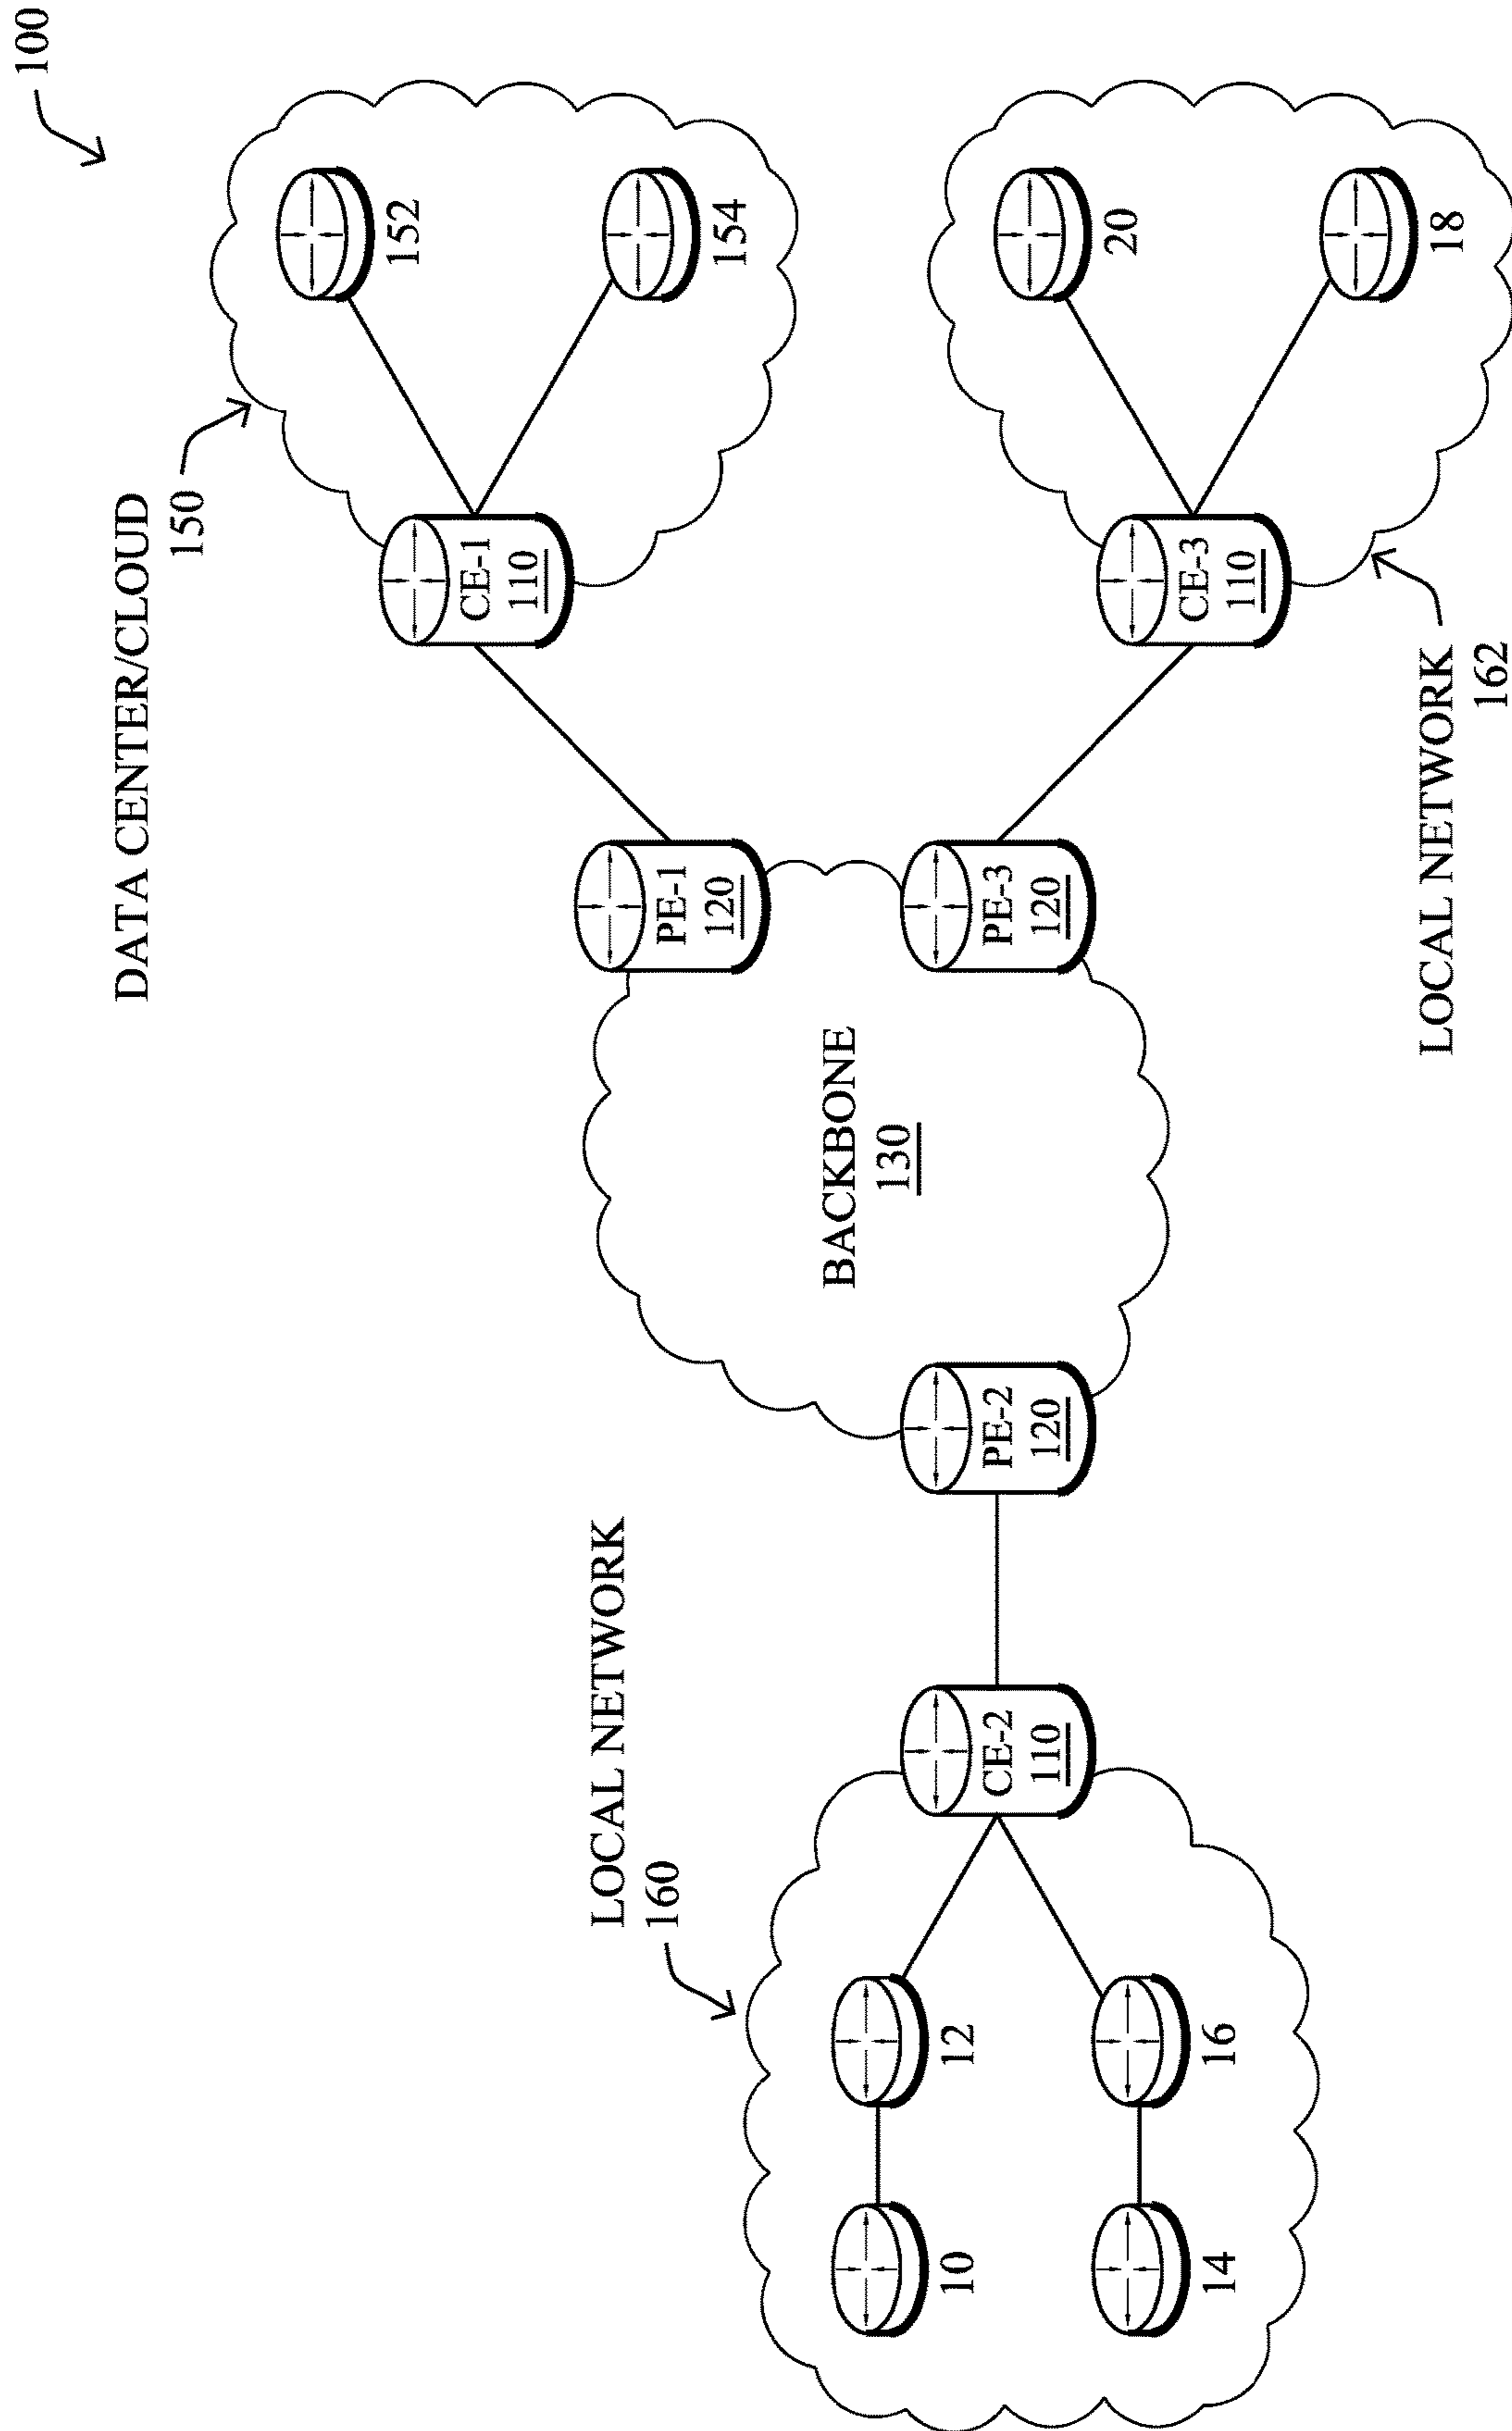 100
DATA CENTER/CLOUD
150
152
CE-1
110
154
PE-1
120
LOCAL NETWORK
160
BACKBONE
130
10
12
CE-2
110
PE-2
120
PE-3
120
20
14
16
CE-3
110
18
LOCAL NETWORK
162